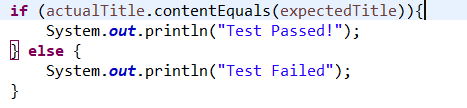 if (actualTitle.contentEquals(expectedTitle)){
    System.out.println("Test Passed!");
} else {
    System.out.println("Test Failed");
}